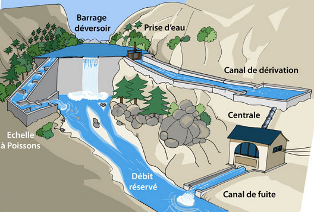 Barrage
déversoir
Prise d'eau
Canal de dérivation
Centrale
Echelle
à Poissons
Débit
réservé
Canal de fuite